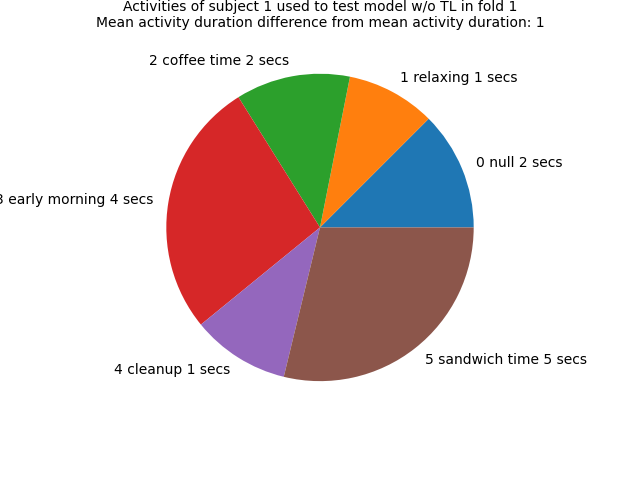 Activities of subject 1 used to test model w/o TL in fold 1
Mean activity duration difference from mean activity duration: 1
2 coffee time 2 secs
1 relaxing 1 secs
0 null 2 secs
3 early morning 4 secs
4 cleanup 1 secs
5 sandwich time 5 secs